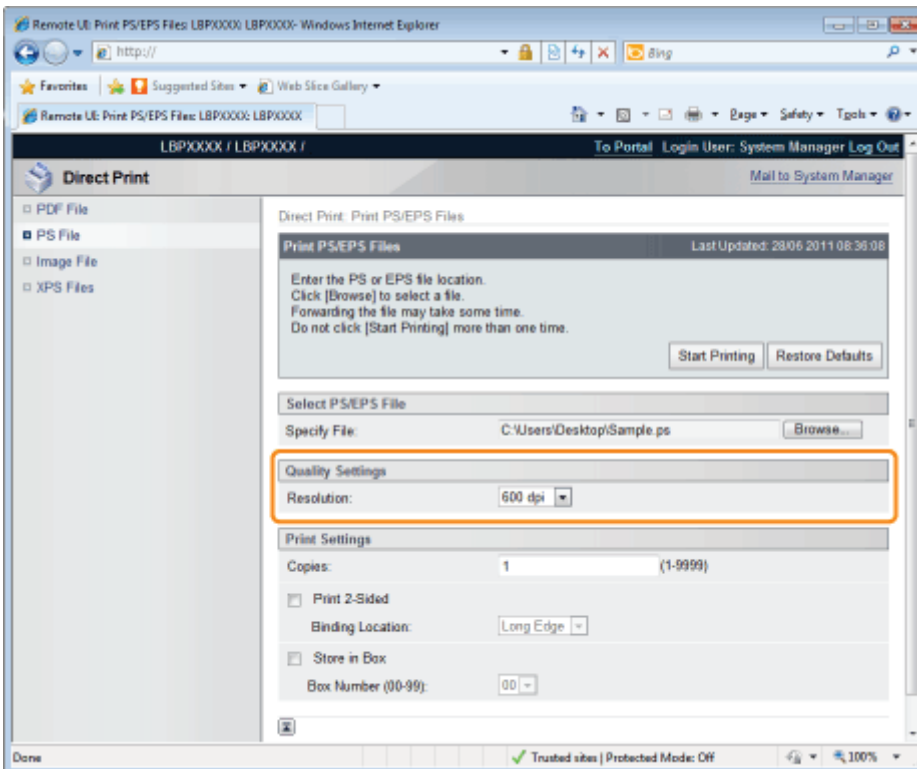 Remote UI: Print PS/EPS Files: LBPXXXX: LBPXXXX- Windows Internet Explorer
http://
Bing
Favorites Suggested Sites Web Slice Gallery
Remote UI: Print PS/EPS Files: LBPXXXX: LBPXXXX Page Safety Tools
LBPXXXX / LBPXXXX / To Portal Login User: System Manager Log Out
Direct Print Mail to System Manager
PDF File
PS File
Image File
XPS Files
Direct Print: Print PS/EPS Files
Print PS/EPS Files Last Updated: 28/06 2011 08:36:08
Enter the PS or EPS file location.
Click [Browse] to select a file.
Forwarding the file may take some time.
Do not click [Start Printing] more than one time.
Start Printing Restore Defaults
Select PS/EPS File
Specify File: C:\Users\Desktop\Sample.ps Browse...
Quality Settings
Resolution: 600 dpi
Print Settings
Copies: 1 (1-9999)
Print 2-Sided
Binding Location: Long Edge
Store in Box
Box Number (00-99): 00
Done Trusted sites | Protected Mode: Off 100%